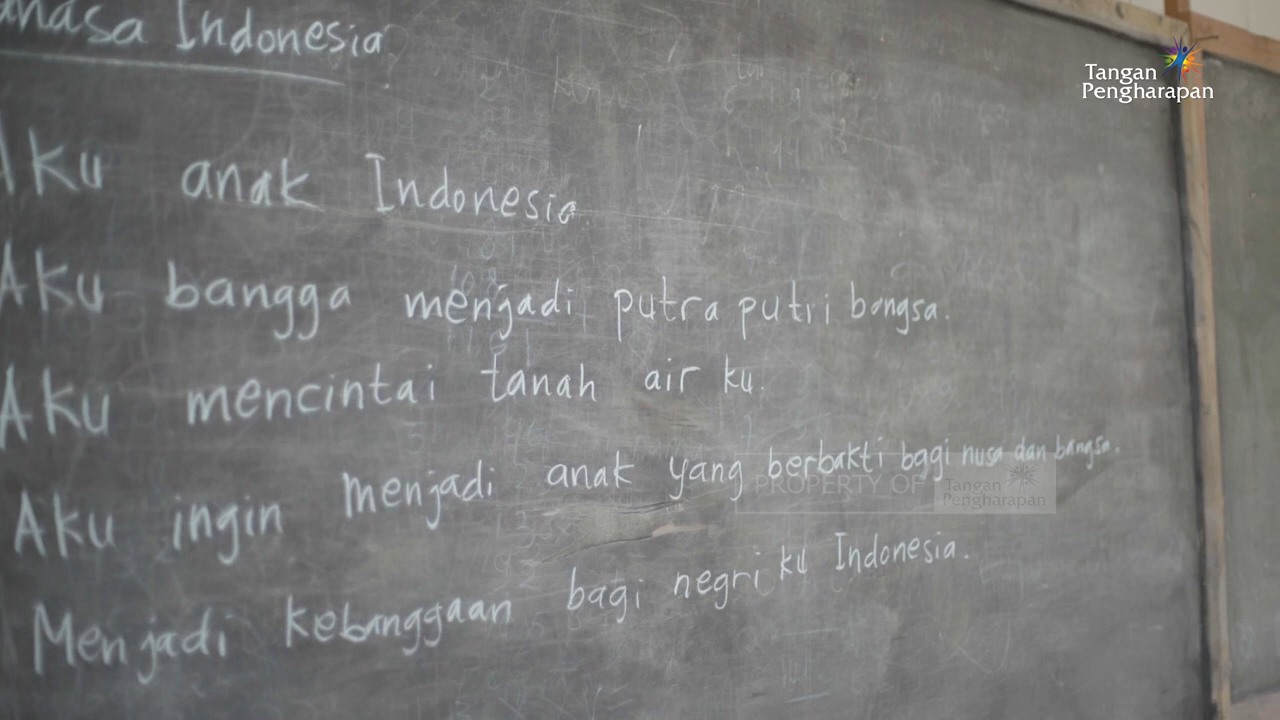 ahasa Indonesia
Aku anak Indonesia.
Aku bangga menjadi putra putri bangsa.
Aku mencintai tanah air ku.
Aku ingin menjadi anak yang berbakti bagi nusa dan bangsa.
Menjadi kebanggaan bagi negri ku Indonesia.
Tangan
Pengharapan
PROPERTY OF
Tangan
Pengharapan